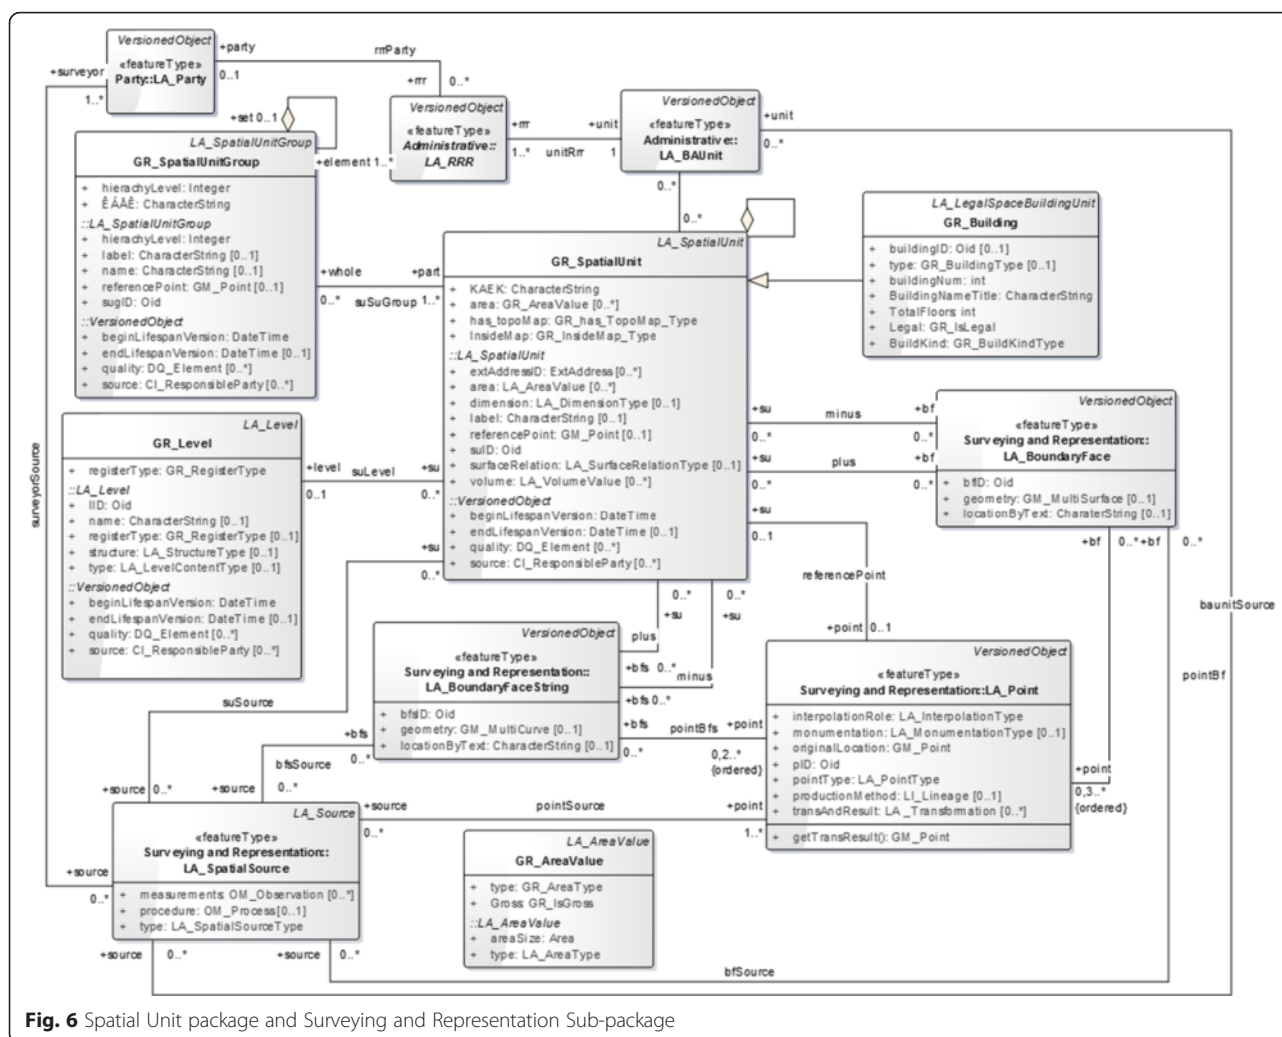 VersionedObject
«featureType»
Party::LA_Party
+party
0..1
rrrParty
+rrr
0..*
+surveyor
1..*
+set 0..1
+element 1..*
VersionedObject
«featureType»
Administrative::
LA_RRR
+rrr
1..*
unitRrr
+unit
1
VersionedObject
«featureType»
Administrative::
LA_BAUnit
+unit
0..*
0..*
0..*
LA_SpatialUnitGroup
GR_SpatialUnitGroup
+ hierachyLevel: Integer
+ ÊÁÅÊ: CharacterString
::LA_SpatialUnitGroup
+ hierachyLevel: Integer
+ label: CharacterString [0..1]
+ name: CharacterString [0..1]
+ referencePoint: GM_Point [0..1]
+ sugID: Oid
::VersionedObject
+ beginLifespanVersion: DateTime
+ endLifespanVersion: DateTime [0..1]
+ quality: DQ_Element [0..*]
+ source: CI_ResponsibleParty [0..*]
+whole
0..*
suSuGroup
+part
1..*
LA_SpatialUnit
GR_SpatialUnit
+ KAEK: CharacterString
+ area: GR_AreaValue [0..*]
+ has_topoMap: GR_has_TopoMap_Type
+ InsideMap: GR_InsideMap_Type
::LA_SpatialUnit
+ extAddressID: ExtAddress [0..*]
+ area: LA_AreaValue [0..*]
+ dimension: LA_DimensionType [0..1]
+ label: CharacterString [0..1]
+ referencePoint: GM_Point [0..1]
+ suID: Oid
+ surfaceRelation: LA_SurfaceRelationType [0..1]
+ volume: LA_VolumeValue [0..*]
::VersionedObject
+ beginLifespanVersion: DateTime
+ endLifespanVersion: DateTime [0..1]
+ quality: DQ_Element [0..*]
+ source: CI_ResponsibleParty [0..*]
LA_LegalSpaceBuildingUnit
GR_Building
+ buildingID: Oid [0..1]
+ type: GR_BuildingType [0..1]
+ buildingNum: int
+ BuildingNameTitle: CharacterString
+ TotalFloors: int
+ Legal: GR_IsLegal
+ BuildKind: GR_BuildKindType
LA_Level
GR_Level
+ registerType: GR_RegisterType
::LA_Level
+ lID: Oid
+ name: CharacterString [0..1]
+ registerType: GR_RegisterType [0..1]
+ structure: LA_StructureType [0..1]
+ type: LA_LevelContentType [0..1]
::VersionedObject
+ beginLifespanVersion: DateTime
+ endLifespanVersion: DateTime [0..1]
+ quality: DQ_Element [0..*]
+ source: CI_ResponsibleParty [0..*]
+level
0..1
suLevel
+su
0..*
+su
0..*
minus
+bf
0..*
+su
0..*
plus
+bf
0..*
VersionedObject
«featureType»
Surveying and Representation::
LA_BoundaryFace
+ bfID: Oid
+ geometry: GM_MultiSurface [0..1]
+ locationByText: CharaterString [0..1]
+bf
0..*
+bf
0..*
+su
0..1
referencePoint
+point
0..1
surveyorSource
+su
0..*
suSource
0..*
+su
plus
+bfs 0..*
0..*
+su
minus
+bfs 0..*
baunitSource
pointBf
VersionedObject
«featureType»
Surveying and Representation::
LA_BoundaryFaceString
+ bfsID: Oid
+ geometry: GM_MultiCurve [0..1]
+ locationByText: CharacterString [0..1]
+bfs
0..*
pointBfs
+point
0,2..*
{ordered}
VersionedObject
«featureType»
Surveying and Representation::LA_Point
+ interpolationRole: LA_InterpolationType
+ monumentation: LA_MonumentationType [0..1]
+ originalLocation: GM_Point
+ pID: Oid
+ pointType: LA_PointType
+ productionMethod: LI_Lineage [0..1]
+ transAndResult: LA_Transformation [0..*]
+ getTransResult(): GM_Point
+point
0,3..*
{ordered}
+bfs
0..*
bfsSource
+source
0..*
+source
0..*
+source
0..*
pointSource
+point
1..*
LA_Source
«featureType»
Surveying and Representation::
LA_SpatialSource
+ measurements: OM_Observation [0..*]
+ procedure: OM_Process[0..1]
+ type: LA_SpatialSourceType
+source
0..*
+source
0..*
+source
0..*
LA_AreaValue
GR_AreaValue
+ type: GR_AreaType
+ Gross: GR_IsGross
::LA_AreaValue
+ areaSize: Area
+ type: LA_AreaType
bfSource
Fig. 6 Spatial Unit package and Surveying and Representation Sub-package